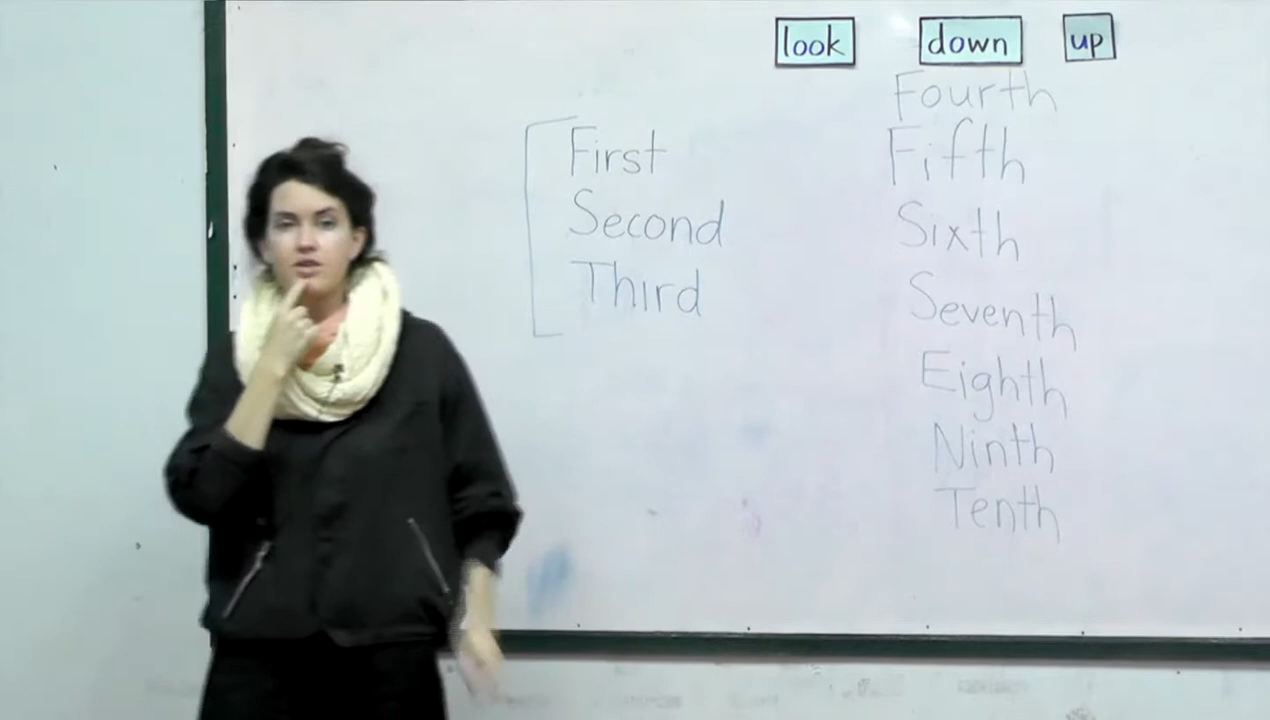 look down up
First
Second
Third
Fourth
Fifth
Sixth
Seventh
Eighth
Ninth
Tenth